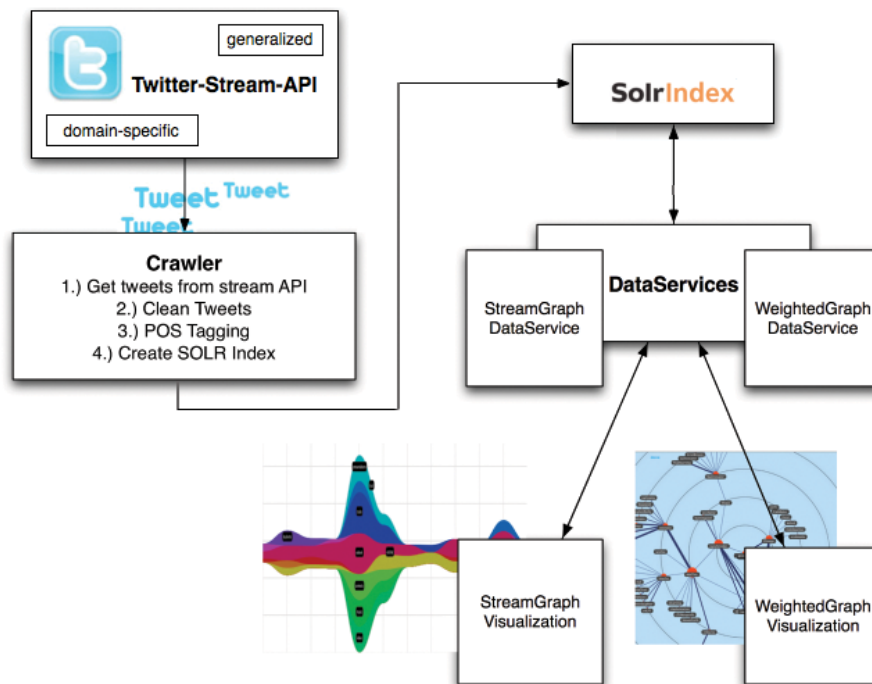 generalized
Twitter-Stream-API
domain-specific
Tweet Tweet
Tweet
Crawler
1.) Get tweets from stream API
2.) Clean Tweets
3.) POS Tagging
4.) Create SOLR Index
SolrIndex
DataServices
StreamGraph
DataService
WeightedGraph
DataService
StreamGraph
Visualization
WeightedGraph
Visualization